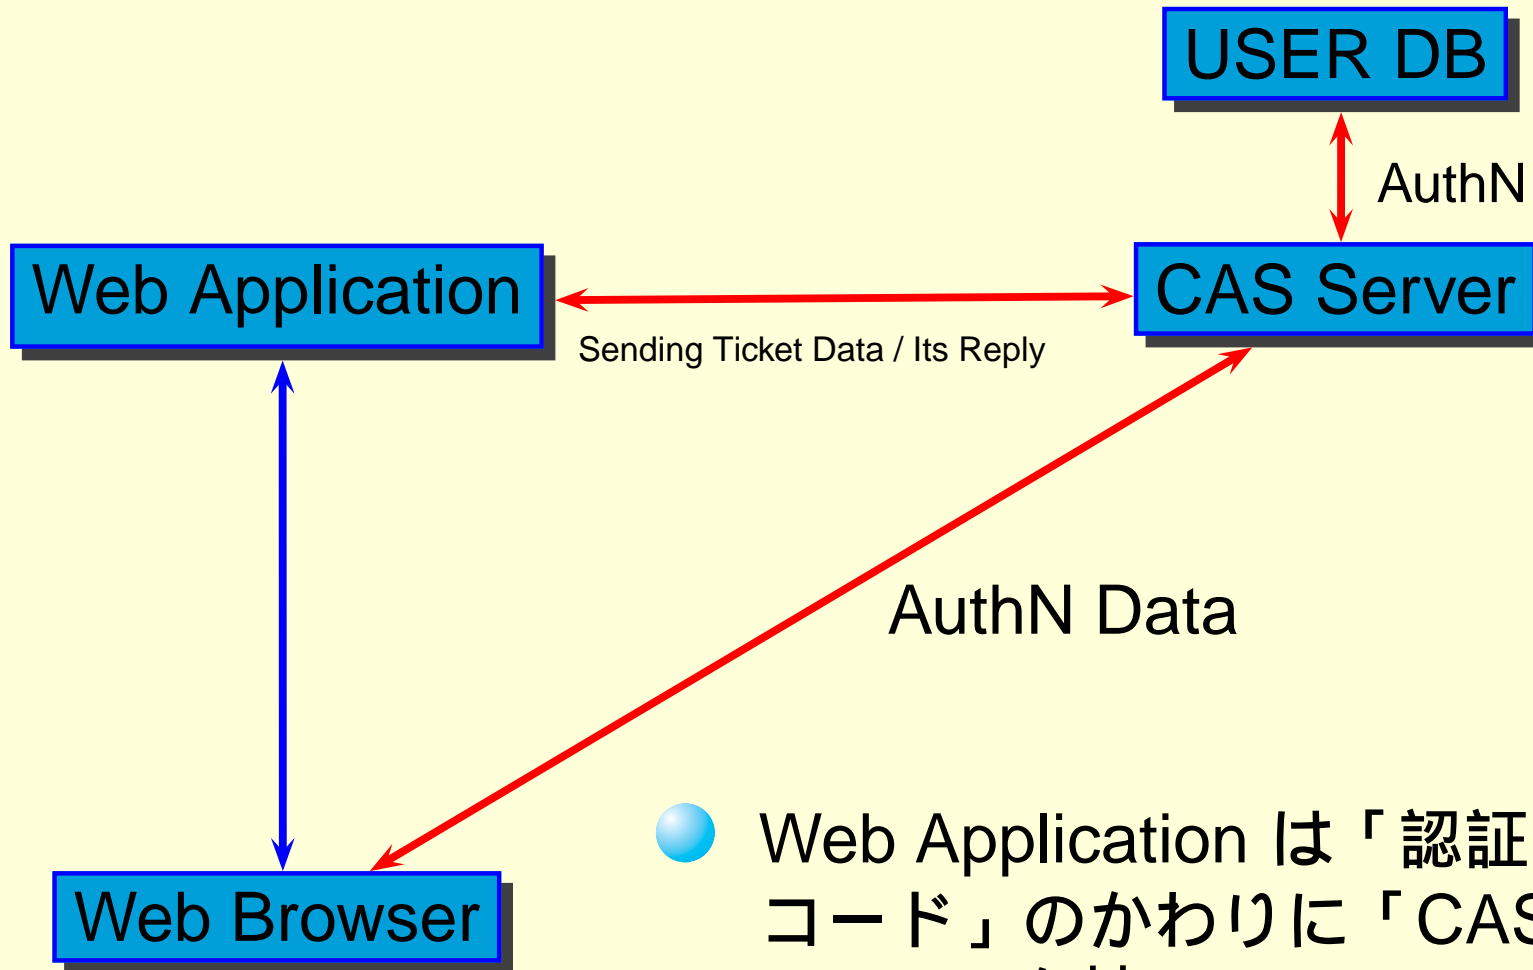 USER DB
AuthN
Web Application
CAS Server
Sending Ticket Data / Its Reply
AuthN Data
Web Browser
Web Application は「認証
コード」のかわりに「CAS